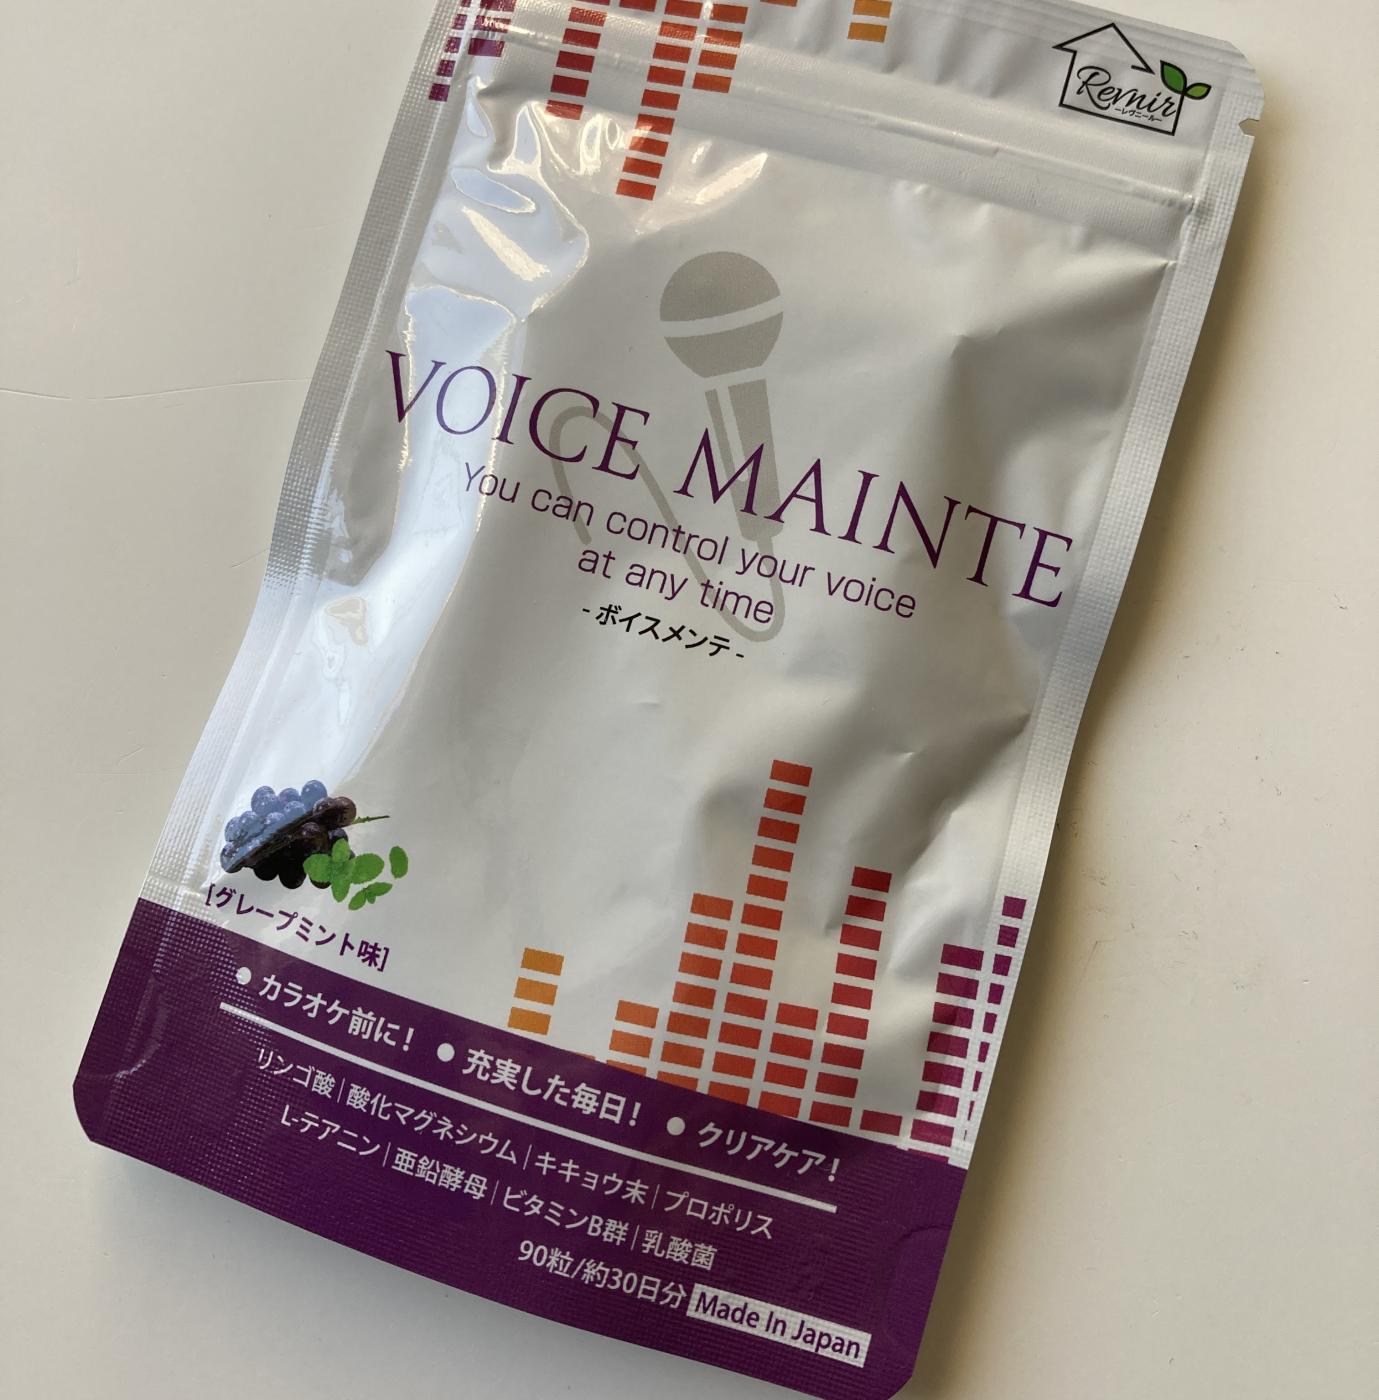 Revnir
ーレヴニールー
VOICE MAINTE
You can control your voice
at any time
- ボイスメンテ -
[グレープミント味]
● カラオケ前に! ● 充実した毎日! ● クリアケア!
リンゴ酸|酸化マグネシウム|キキョウ末|プロポリス
L-テアニン|亜鉛酵母|ビタミンB群|乳酸菌
90粒/約30日分 Made In Japan